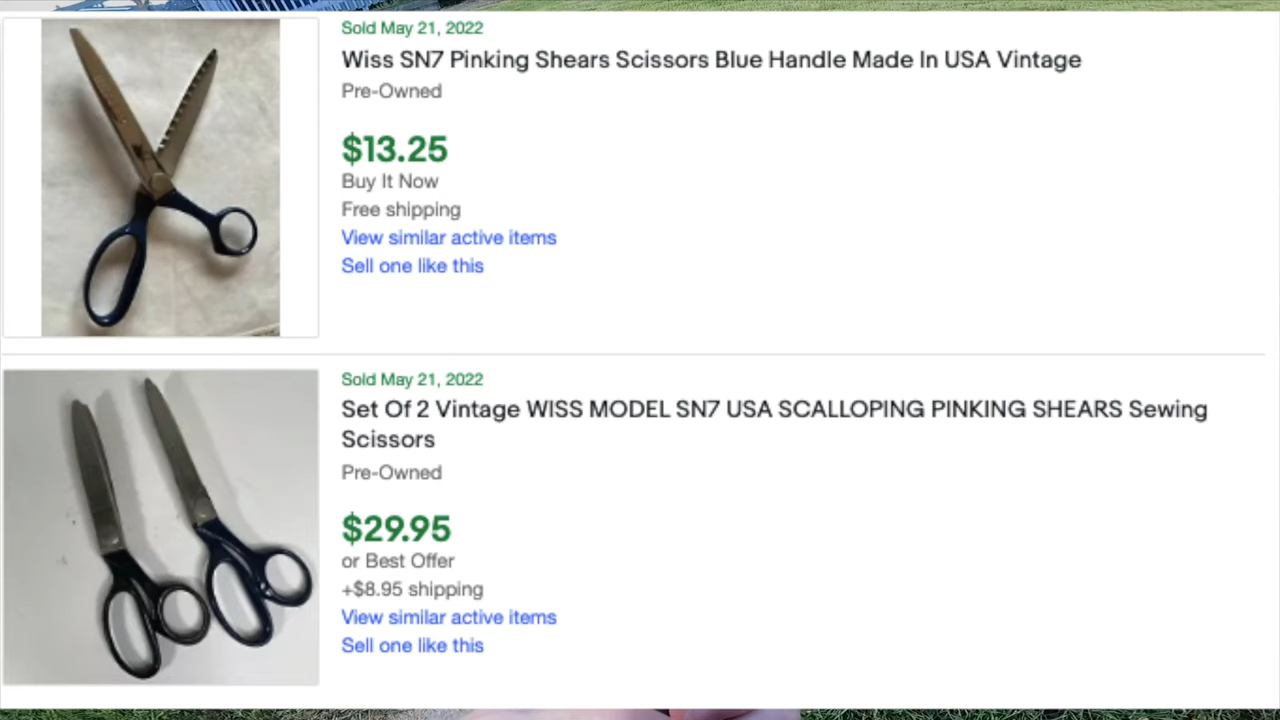 Sold May 21, 2022
Wiss SN7 Pinking Shears Scissors Blue Handle Made In USA Vintage
Pre-Owned
$13.25
Buy It Now
Free shipping
View similar active items
Sell one like this
Sold May 21, 2022
Set Of 2 Vintage WISS MODEL SN7 USA SCALLOPING PINKING SHEARS Sewing
Scissors
Pre-Owned
$29.95
or Best Offer
+$8.95 shipping
View similar active items
Sell one like this